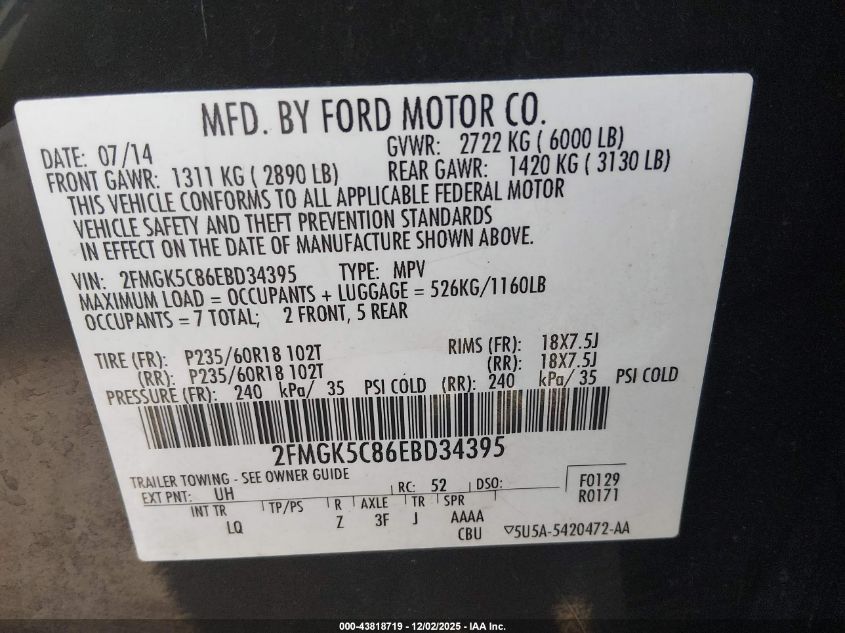 MFD. BY FORD MOTOR CO.
DATE: 07/14 GVWR: 2722 KG ( 6000 LB)
FRONT GAWR: 1311 KG ( 2890 LB) REAR GAWR: 1420 KG ( 3130 LB)
THIS VEHICLE CONFORMS TO ALL APPLICABLE FEDERAL MOTOR
VEHICLE SAFETY AND THEFT PREVENTION STANDARDS
IN EFFECT ON THE DATE OF MANUFACTURE SHOWN ABOVE.
VIN: 2FMGK5C86EBD34395 TYPE: MPV
MAXIMUM LOAD = OCCUPANTS + LUGGAGE = 526KG/1160LB
OCCUPANTS = 7 TOTAL; 2 FRONT, 5 REAR
TIRE (FR): P235/60R18 102T RIMS (FR): 18X7.5J
(RR): P235/60R18 102T (RR): 18X7.5J
PRESSURE (FR): 240 kPa/ 35 PSI COLD (RR): 240 kPa/ 35 PSI COLD
2FMGK5C86EBD34395
TRAILER TOWING - SEE OWNER GUIDE
EXT PNT: UH RC: 52 DSO: F0129
R0171
INT TR TP/PS R AXLE TR SPR
LQ Z 3F J AAAA
CBU 5U5A-5420472-AA
000-43818719 - 12/02/2025 - IAA Inc.